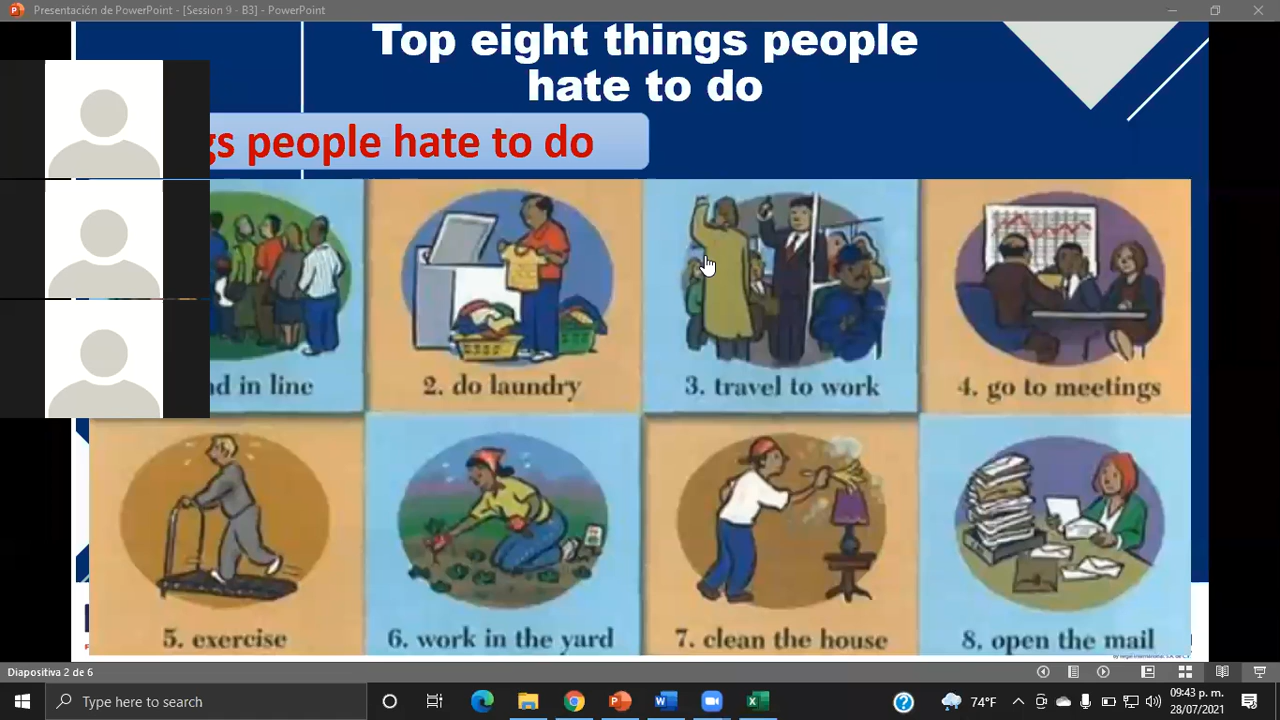 Presentación de PowerPoint - [Session 9 - B3] - PowerPoint
Top eight things people
hate to do
people hate to do
in line
2. do laundry
3. travel to work
4. go to meetings
5. exercise
6. work in the yard
7. clean the house
8. open the mail
Diapositiva 2 de 6
Type here to search
74°F
09:43 p. m.
28/07/2021